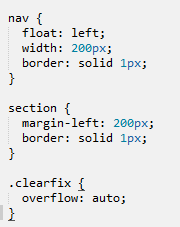 nav {
  float: left;
  width: 200px;
  border: solid 1px;
}

section {
  margin-left: 200px;
  border: solid 1px;
}

.clearfix {
  overflow: auto;
}